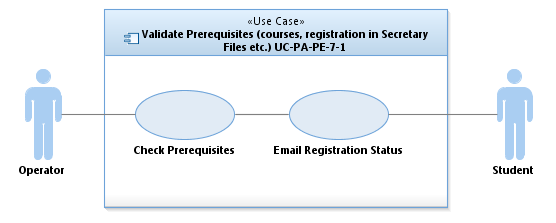 «Use Case»
Validate Prerequisites (courses, registration in Secretary
Files etc.) UC-PA-PE-7-1
Check Prerequisites
Email Registration Status
Operator
Student